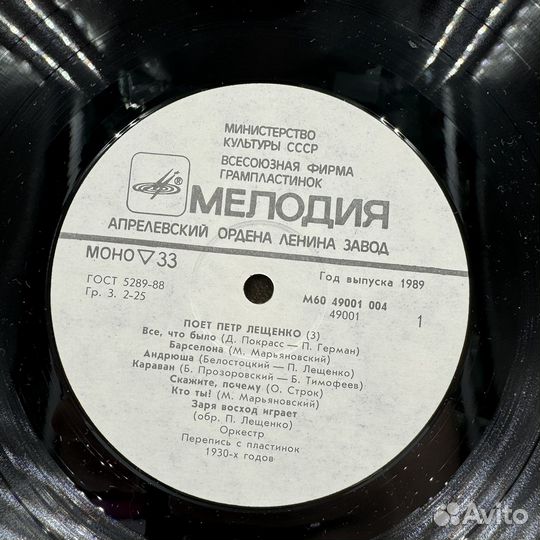 МИНИСТЕРСТВО
КУЛЬТУРЫ СССР
ВСЕСОЮЗНАЯ ФИРМА
ГРАМПЛАСТИНОК
МЕЛОДИЯ
АПРЕЛЕВСКИЙ ОРДЕНА ЛЕНИНА ЗАВОД
МОНО ▽ 33
Год выпуска 1989
ГОСТ 5289-88
Гр. 3. 2-25
М60 49001 004
49001
1
ПОЕТ ПЕТР ЛЕЩЕНКО (3)
Все, что было (Д. Покрасс — П. Герман)
Барселона (М. Марьяновский)
Андрюша (Белостоцкий — П. Лещенко)
Караван (Б. Прозоровский — Б. Тимофеев)
Скажите, почему (О. Строк)
Кто ты! (М. Марьяновский)
Заря восход играет
(обр. П. Лещенко)
Оркестр
Перепись с пластинок
1930-х годов
Avito